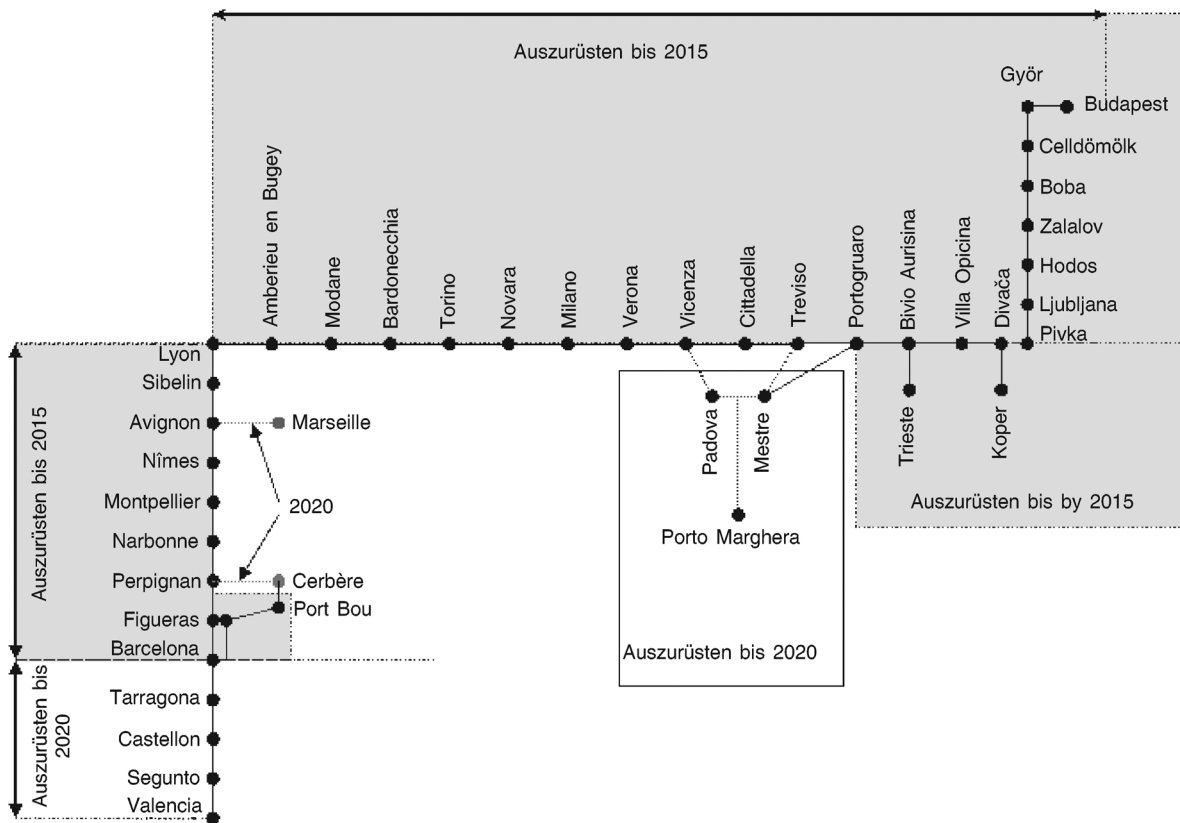 Auszurüsten bis 2015
Györ
Budapest
Celldömölk
Boba
Zalalov
Hodos
Ljubljana
Pivka
Amberieu en Bugey
Modane
Bardonecchia
Torino
Novara
Milano
Verona
Vicenza
Cittadella
Treviso
Portogruaro
Bivio Aurisina
Villa Opicina
Divača
Lyon
Sibelin
Avignon
Marseille
Nîmes
Montpellier
2020
Narbonne
Perpignan
Cerbère
Port Bou
Figueras
Barcelona
Tarragona
Castellon
Segunto
Valencia
Auszurüsten bis 2015
Auszurüsten bis
2020
Padova
Mestre
Porto Marghera
Auszurüsten bis 2020
Trieste
Koper
Auszurüsten bis by 2015